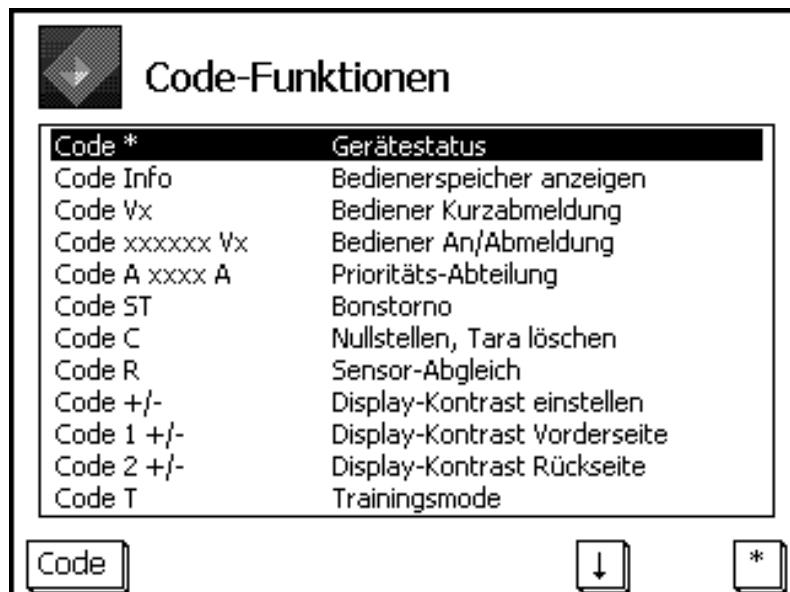 Code-Funktionen
Code * Gerätestatus
Code Info Bedienerspeicher anzeigen
Code Vx Bediener Kurzabmeldung
Code xxxxxx Vx Bediener An/Abmeldung
Code A xxxx A Prioritäts-Abteilung
Code ST Bonstorno
Code C Nullstellen, Tara löschen
Code R Sensor-Abgleich
Code +/- Display-Kontrast einstellen
Code 1 +/- Display-Kontrast Vorderseite
Code 2 +/- Display-Kontrast Rückseite
Code T Trainingsmode
Code ↓ *